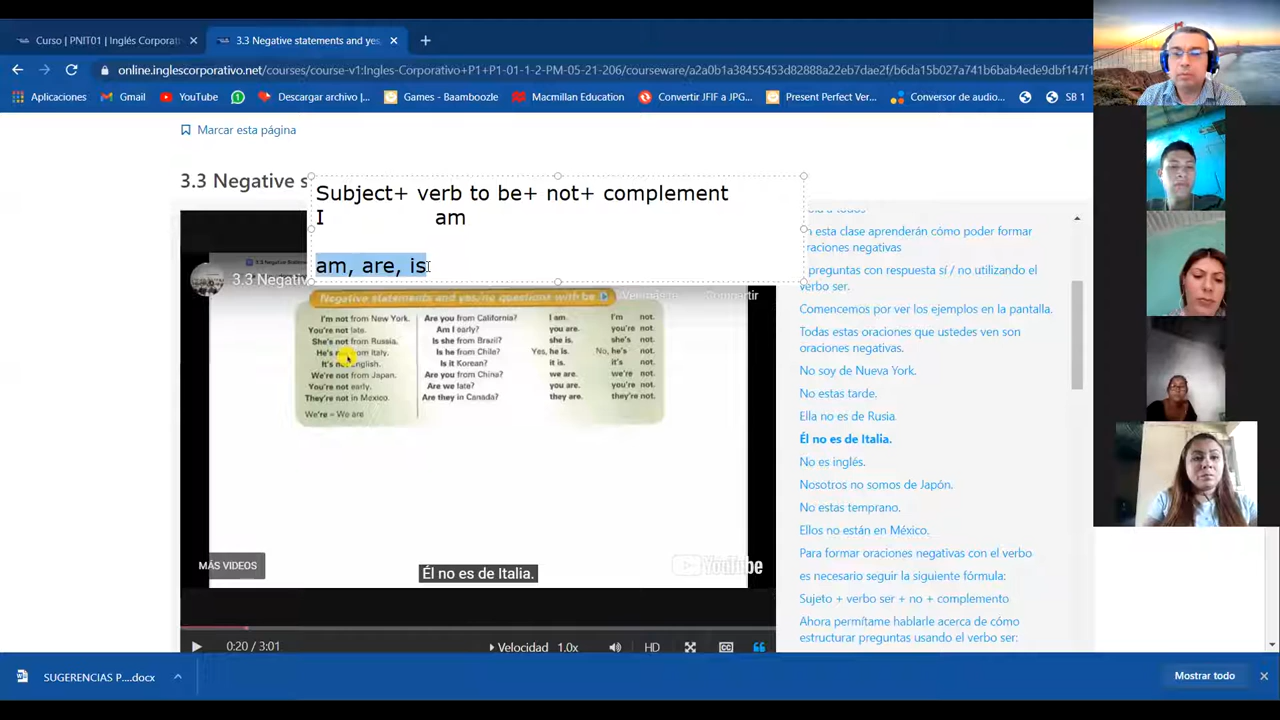 Curso | PNIT01 | Inglés Corporati
3.3 Negative statements and yes,
online.inglescorporativo.net/courses/course-v1:Ingles-Corporativo+P1+P1-01-1-2-PM-05-21-206/courseware/a2a0b1a38455453d82888a22eb7dae2f/b6da15b027a741b6bab4ede9dbf147f1
Aplicaciones
Gmail
YouTube
Descargar archivo |...
Games - Baamboozle
Macmillan Education
Convertir JFIF a JPG...
Present Perfect Ver...
Conversor de audio...
SB 1
Marcar esta página
3.3 Negative s
Subject+ verb to be+ not+ complement
I am
am, are, is
3.3 Negativ
Negative statements and yes/no questions with be
Compartir
I'm not from New York. Are you from California? I am. I'm not.
You're not late. Am I early? you are. you're not.
She's not from Russia. Is she from Brazil? she is. she's not.
He's from Italy. Is he from Chile? Yes, he is. No, he's not.
It's not English. Is it Korean? it is. it's not.
We're not from Japan. Are you from China? we are. we're not.
You're not early. Are we late? you are. you're not.
They're not in Mexico. Are they in Canada? they are. they're not.
We're = We are
MÁS VIDEOS
Él no es de Italia.
YouTube
0:20 / 3:01
Velocidad 1.0x
HD
a todos
n esta clase aprenderán cómo poder formar
oraciones negativas
preguntas con respuesta sí / no utilizando el
verbo ser.
Comencemos por ver los ejemplos en la pantalla.
Todas estas oraciones que ustedes ven son
oraciones negativas.
No soy de Nueva York.
No estas tarde.
Ella no es de Rusia
Él no es de Italia.
No es inglés.
Nosotros no somos de Japón.
No estas temprano.
Ellos no están en México.
Para formar oraciones negativas con el verbo
es necesario seguir la siguiente fórmula:
Sujeto + verbo ser + no + complemento
Ahora permítame hablarle acerca de cómo
estructurar preguntas usando el verbo ser:
SUGERENCIAS P....docx
Mostrar todo